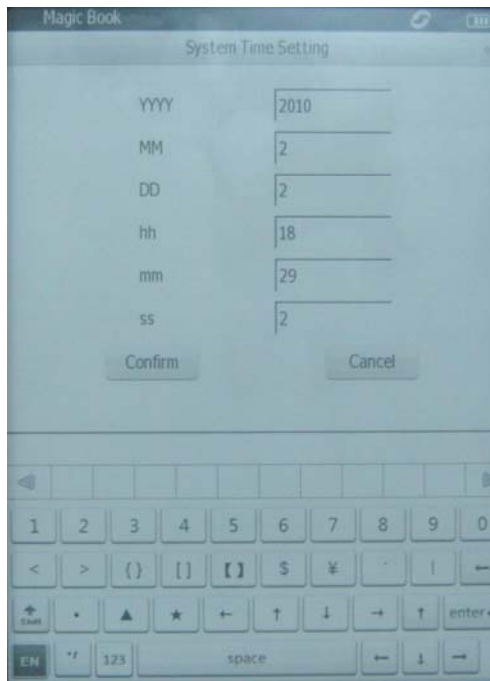 Magic Book
System Time Setting
YYYY 2010
MM 2
DD 2
hh 18
mm 29
ss 2
Confirm Cancel
1 2 3 4 5 6 7 8 9 0
< > {} [] 【】 $ ¥ |
Shift • ▲ ★ ← ↑ ↓ → ↑ enter
EN 123 space ← ↓ →